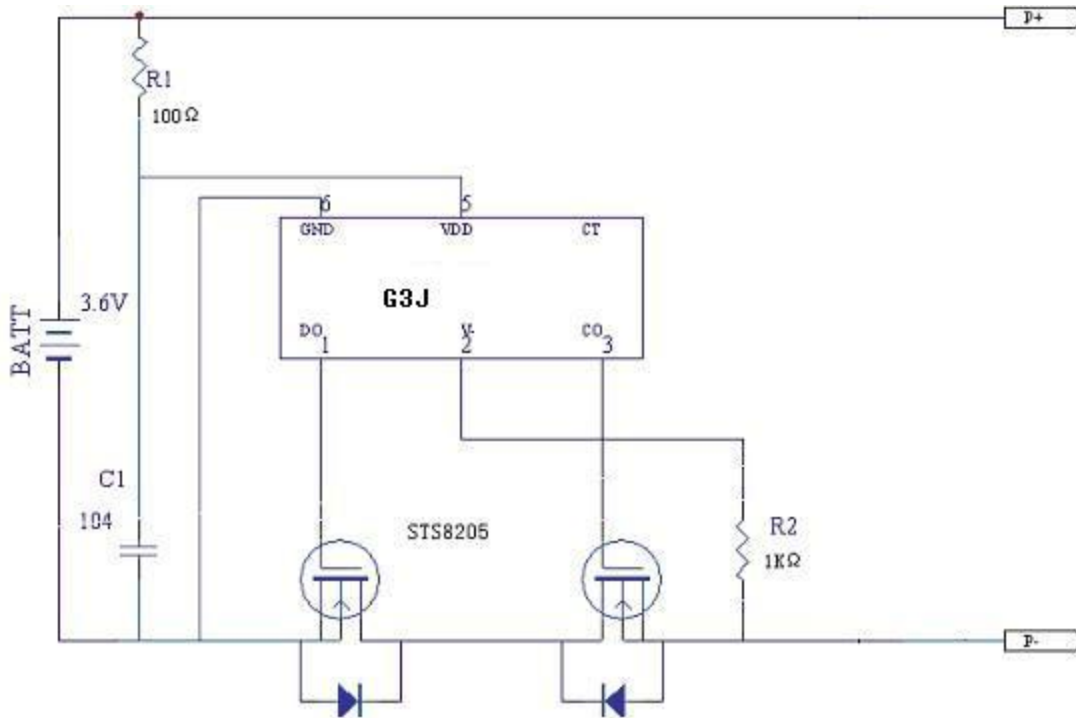 P+
R1
100Ω
6
5
GND
VDD
CT
3.6V
G3J
BATT
DO
V-
CO
1
2
3
C1
104
STS8205
R2
1KΩ
P-